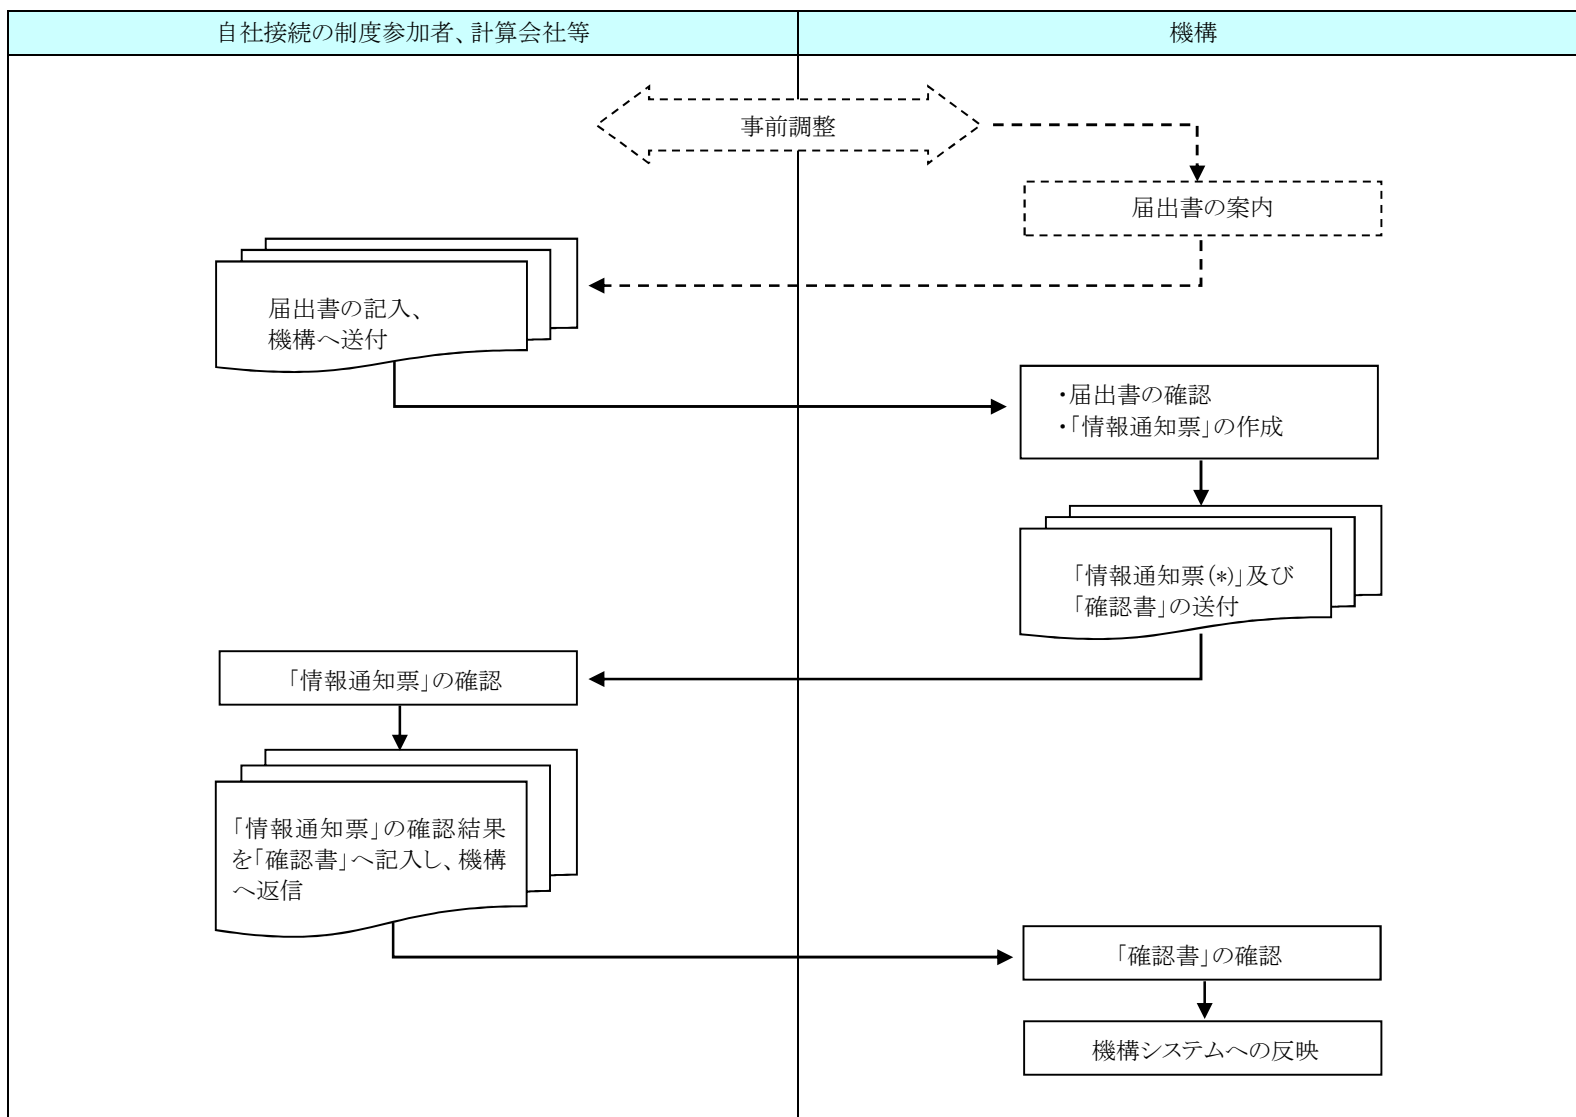 自社接続の制度参加者、計算会社等
機構
事前調整
届出書の案内
届出書の記入、
機構へ送付
・届出書の確認
・「情報通知票」の作成
「情報通知票(*)」及び
「確認書」の送付
「情報通知票」の確認
「情報通知票」の確認結果
を「確認書」へ記入し、機構
へ返信
「確認書」の確認
機構システムへの反映